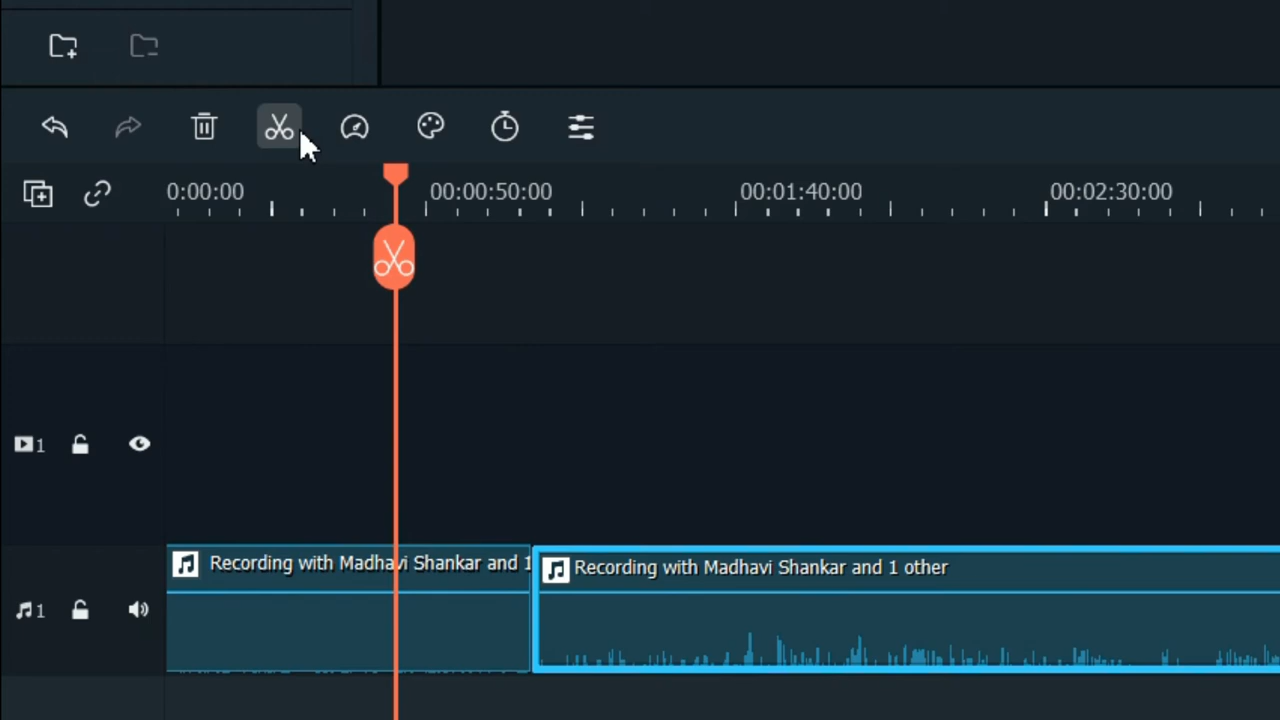 0:00:00 00:00:50:00 00:01:40:00 00:02:30:00
1
Recording with Madhavi Shankar and 1
Recording with Madhavi Shankar and 1 other
1